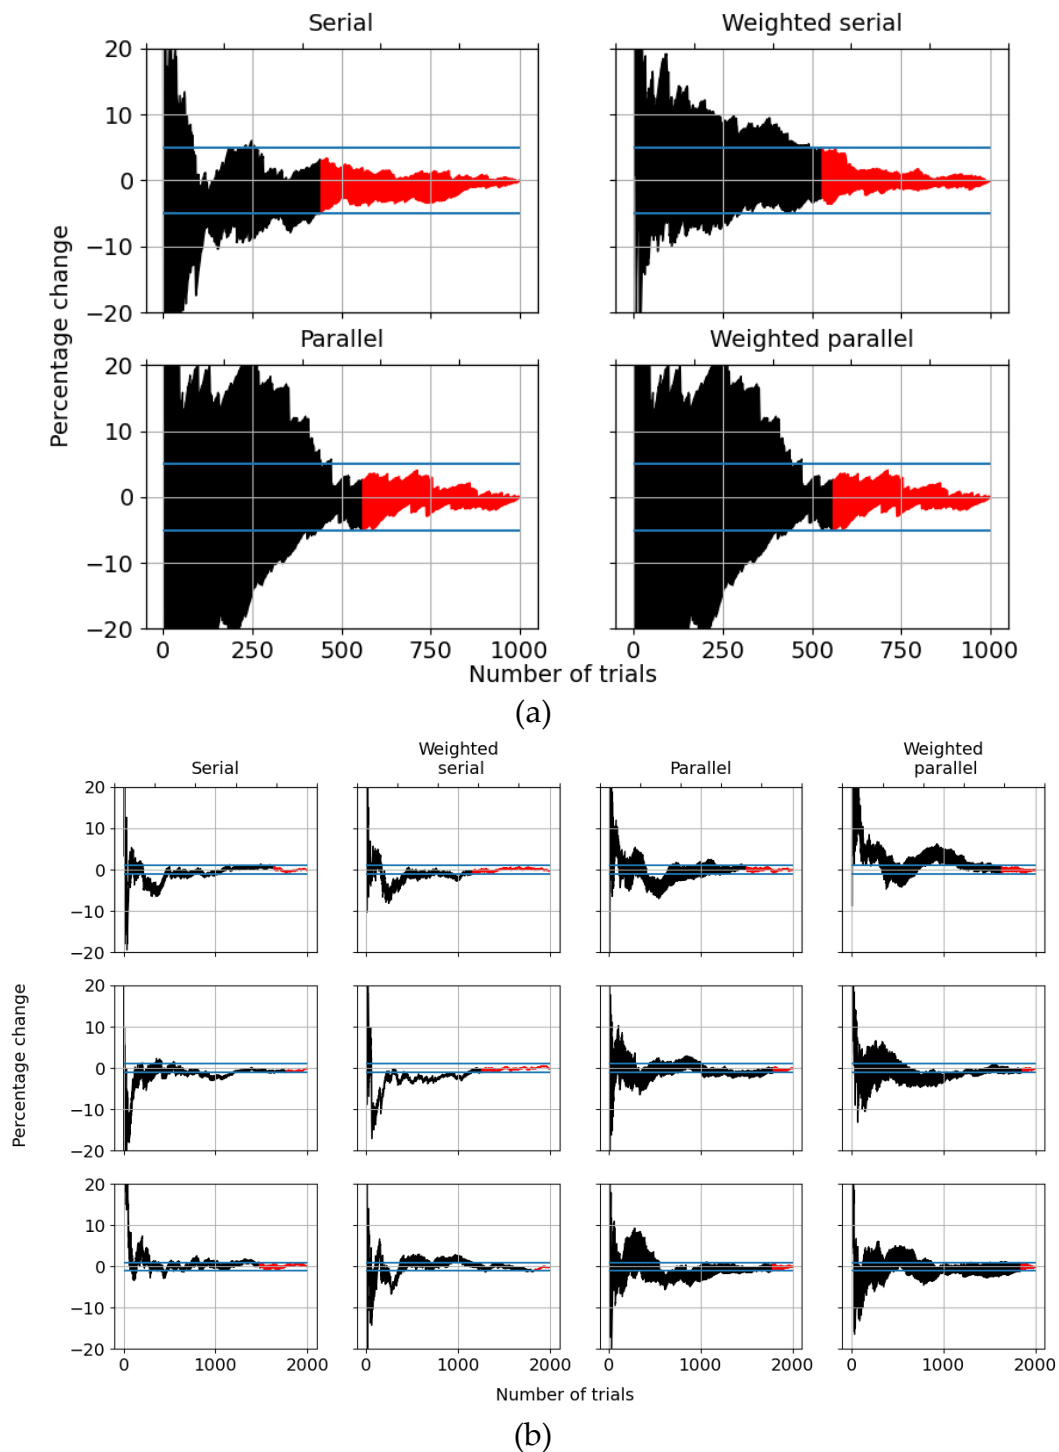 Serial
Weighted serial
20
10
0
−10
−20
Parallel
Weighted parallel
20
10
0
−10
−20
Percentage change
0 250 500 750 1000
0 250 500 750 1000
Number of trials
(a)
Serial
Weighted
serial
Parallel
Weighted
parallel
20
10
0
−10
−20
20
10
0
−10
−20
Percentage change
20
10
0
−10
−20
0 1000 2000
0 1000 2000
0 1000 2000
0 1000 2000
Number of trials
(b)